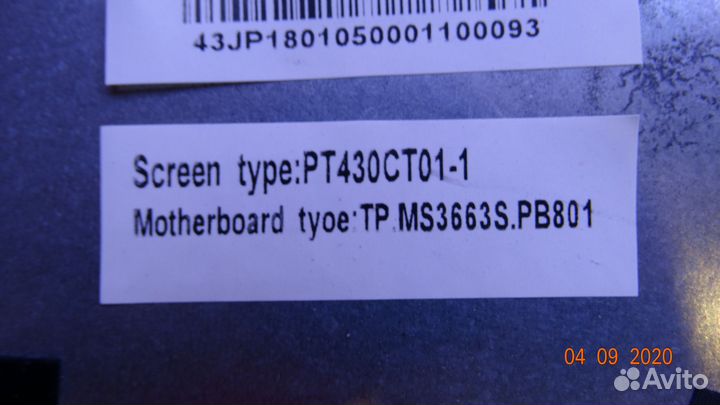 43JP1801050001100093
Screen type:PT430CT01-1
Motherboard tyoe:TP.MS3663S.PB801
04 09 2020
Avito